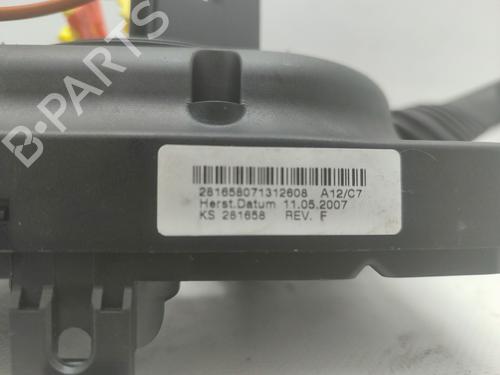 281658071312608 A12/C7
Herst.Datum 11.05.2007
KS 281658 REV. F
B-PARTS